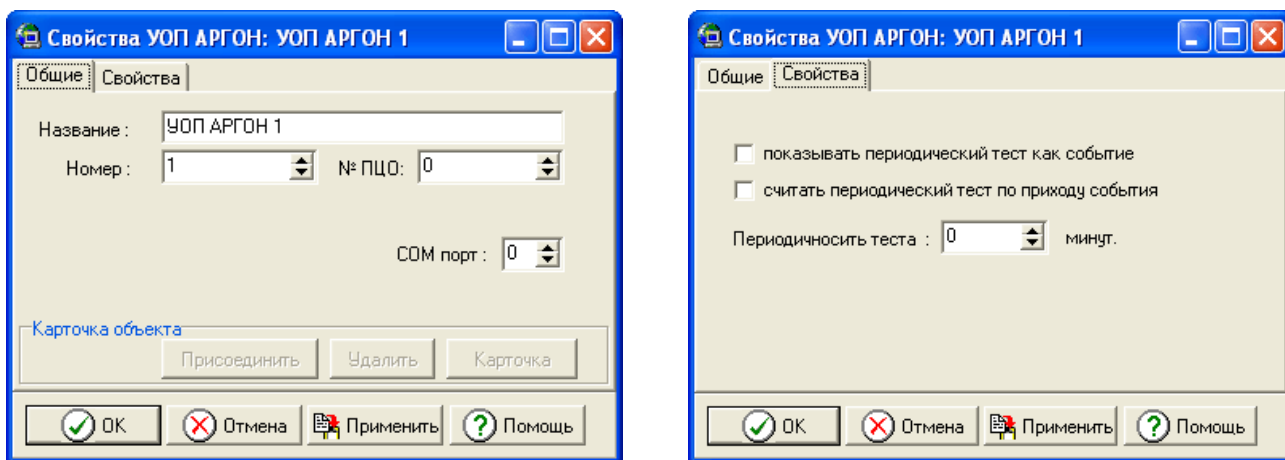 Свойства УОП АРГОН: УОП АРГОН 1
Общие Свойства
Название : УОП АРГОН 1
Номер : 1 № ПЦО: 0
COM порт : 0
Карточка объекта
Присоединить Удалить Карточка
OK Отмена Применить Помощь
Свойства УОП АРГОН: УОП АРГОН 1
Общие Свойства
показывать периодический тест как событие
считать периодический тест по приходу события
Периодичносить теста : 0 минут.
OK Отмена Применить Помощь